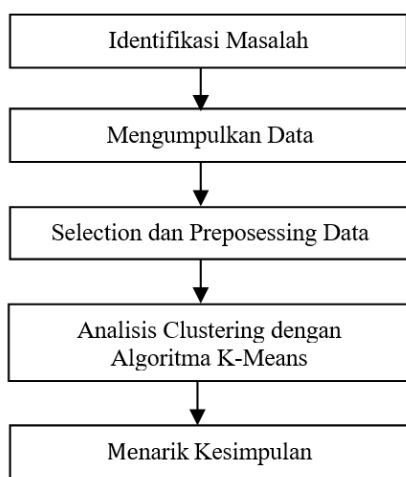 Identifikasi Masalah
Mengumpulkan Data
Selection dan Preposessing Data
Analisis Clustering dengan
Algoritma K-Means
Menarik Kesimpulan